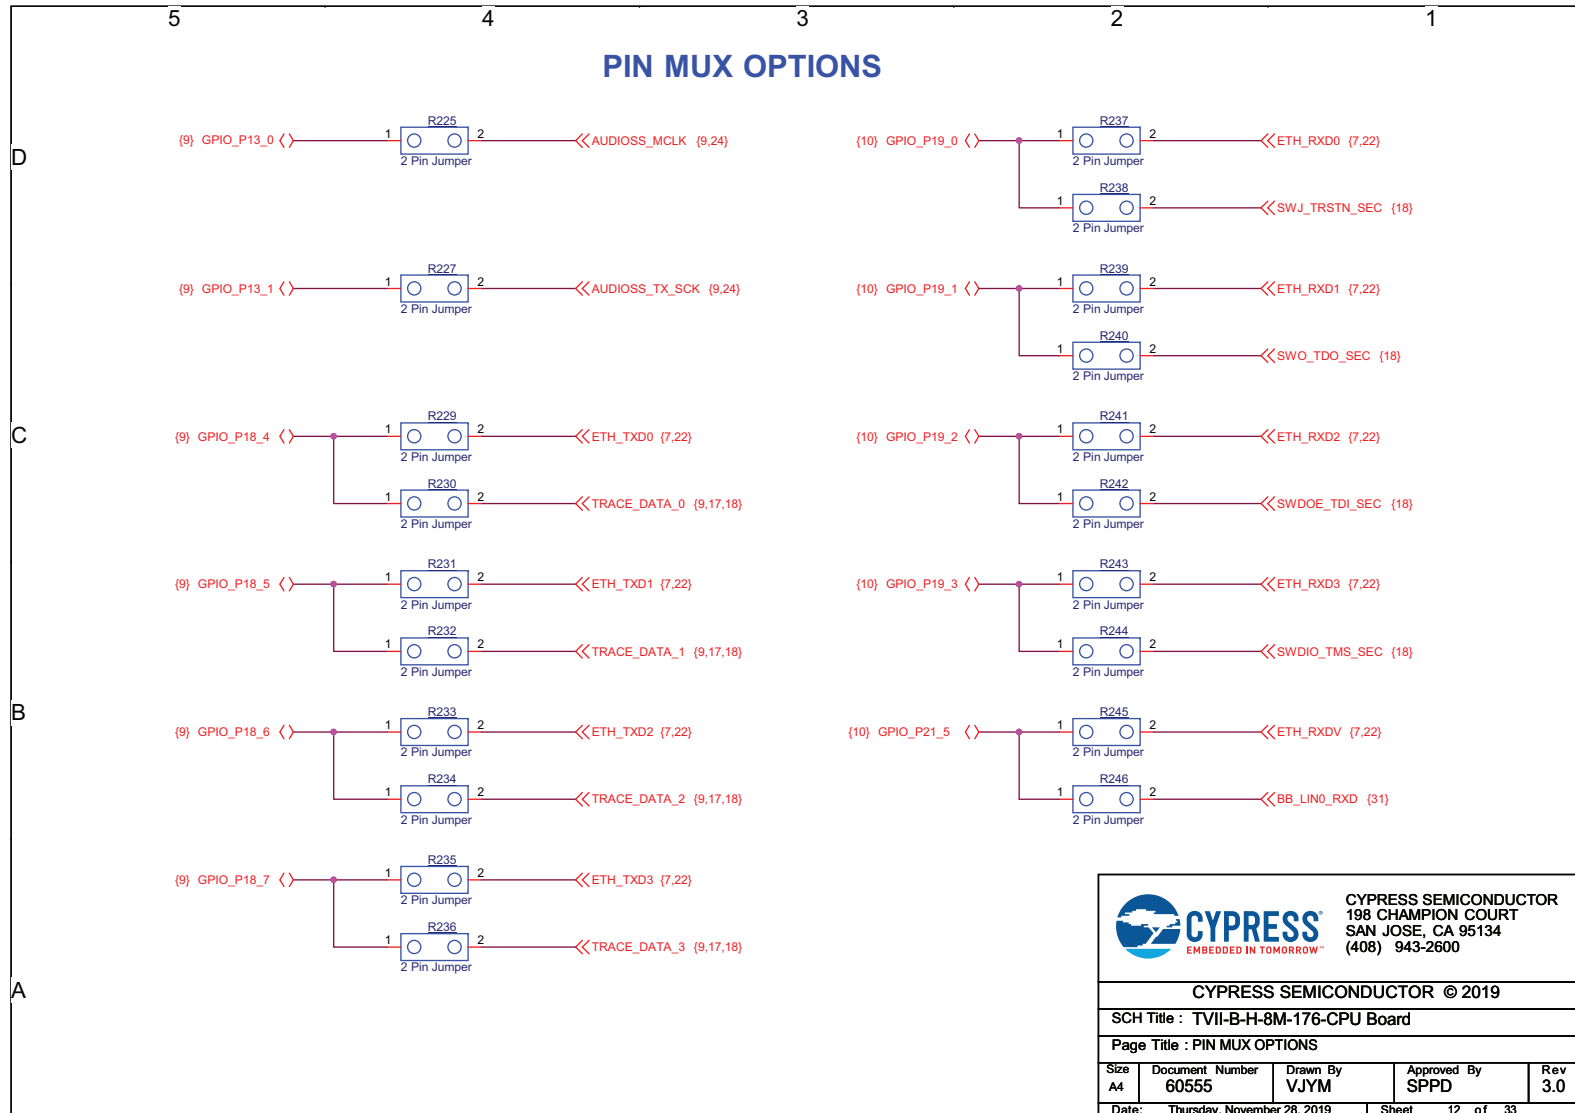 5 4 3 2 1
PIN MUX OPTIONS
D
C
B
A
R225
{9} GPIO_P13_0 1 2 AUDIOSS_MCLK {9,24}
2 Pin Jumper
R227
{9} GPIO_P13_1 1 2 AUDIOSS_TX_SCK {9,24}
2 Pin Jumper
R229
{9} GPIO_P18_4 1 2 ETH_TXD0 {7,22}
2 Pin Jumper
R230
1 2 TRACE_DATA_0 {9,17,18}
2 Pin Jumper
R231
{9} GPIO_P18_5 1 2 ETH_TXD1 {7,22}
2 Pin Jumper
R232
1 2 TRACE_DATA_1 {9,17,18}
2 Pin Jumper
R233
{9} GPIO_P18_6 1 2 ETH_TXD2 {7,22}
2 Pin Jumper
R234
1 2 TRACE_DATA_2 {9,17,18}
2 Pin Jumper
R235
{9} GPIO_P18_7 1 2 ETH_TXD3 {7,22}
2 Pin Jumper
R236
1 2 TRACE_DATA_3 {9,17,18}
2 Pin Jumper
R237
{10} GPIO_P19_0 1 2 ETH_RXD0 {7,22}
2 Pin Jumper
R238
1 2 SWJ_TRSTN_SEC {18}
2 Pin Jumper
R239
{10} GPIO_P19_1 1 2 ETH_RXD1 {7,22}
2 Pin Jumper
R240
1 2 SWO_TDO_SEC {18}
2 Pin Jumper
R241
{10} GPIO_P19_2 1 2 ETH_RXD2 {7,22}
2 Pin Jumper
R242
1 2 SWDOE_TDI_SEC {18}
2 Pin Jumper
R243
{10} GPIO_P19_3 1 2 ETH_RXD3 {7,22}
2 Pin Jumper
R244
1 2 SWDIO_TMS_SEC {18}
2 Pin Jumper
R245
{10} GPIO_P21_5 1 2 ETH_RXDV {7,22}
2 Pin Jumper
R246
1 2 BB_LIN0_RXD {31}
2 Pin Jumper
CYPRESS®
EMBEDDED IN TOMORROW™
CYPRESS SEMICONDUCTOR
198 CHAMPION COURT
SAN JOSE, CA 95134
(408) 943-2600
CYPRESS SEMICONDUCTOR © 2019
SCH Title : TVII-B-H-8M-176-CPU Board
Page Title : PIN MUX OPTIONS
Size Document Number Drawn By Approved By Rev
A4 60555 VJYM SPPD 3.0
Date: Thursday, November 28, 2019 Sheet 12 of 33